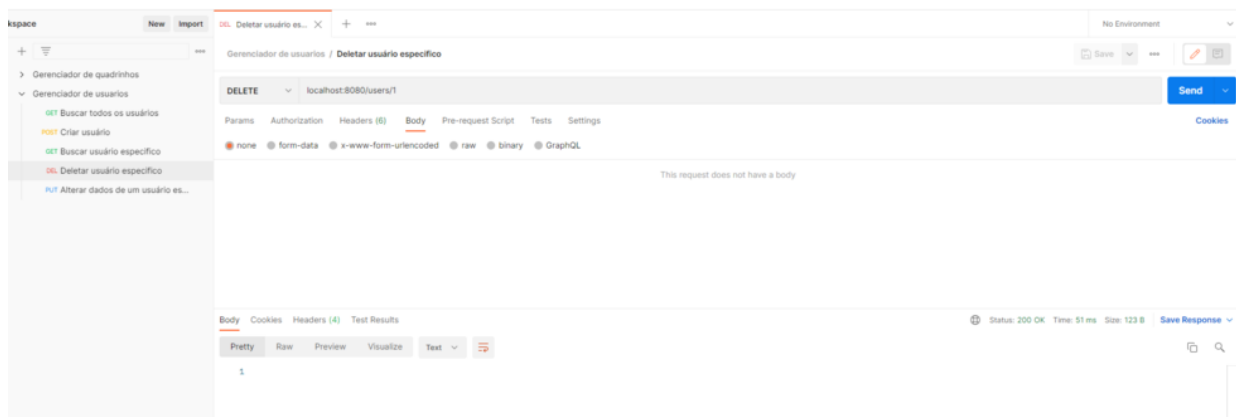 kspace New Import DEL Deletar usuário es... No Environment
Gerenciador de usuarios / Deletar usuário específico Save
Gerenciador de quadrinhos
Gerenciador de usuarios
DELETE localhost:8080/users/1 Send
GET Buscar todos os usuários
Params Authorization Headers (6) Body Pre-request Script Tests Settings Cookies
POST Criar usuário
none form-data x-www-form-urlencoded raw binary GraphQL
GET Buscar usuário específico
DEL Deletar usuário específico
This request does not have a body
PUT Alterar dados de um usuário es...
Body Cookies Headers (4) Test Results Status: 200 OK Time: 51 ms Size: 123 B Save Response
Pretty Raw Preview Visualize Text
1